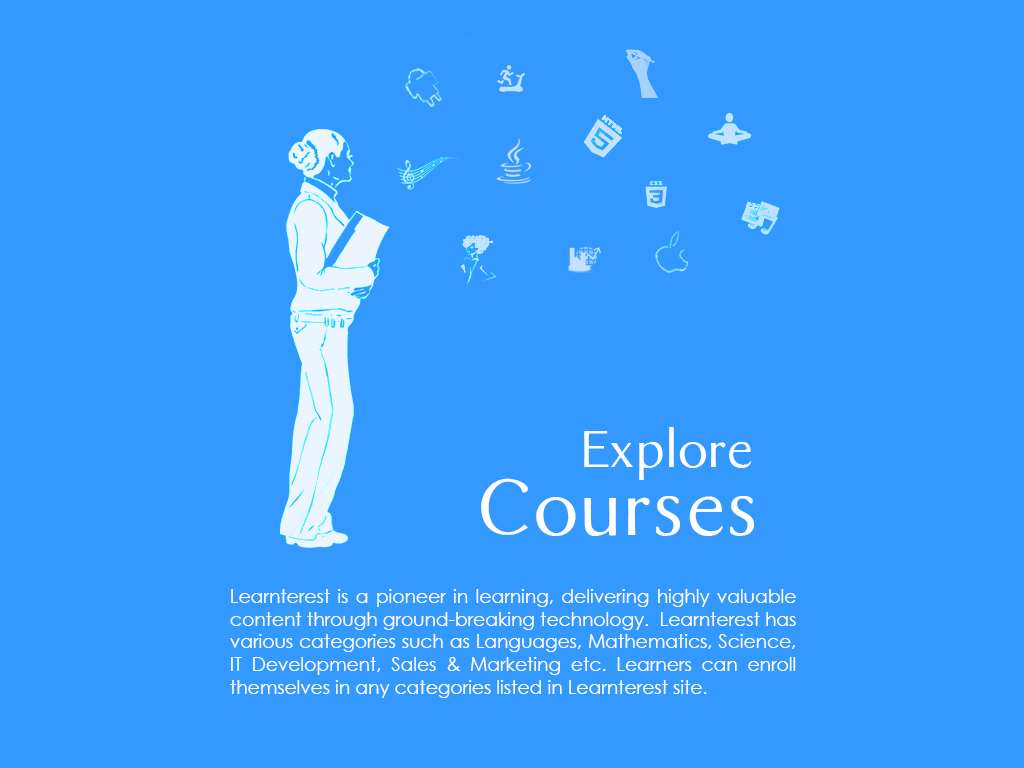 HTML
5
CSS
3
Explore
Courses
Learnterest is a pioneer in learning, delivering highly valuable
content through ground-breaking technology.  Learnterest has
various categories such as Languages, Mathematics, Science,
IT Development, Sales & Marketing etc. Learners can enroll
themselves in any categories listed in Learnterest site.